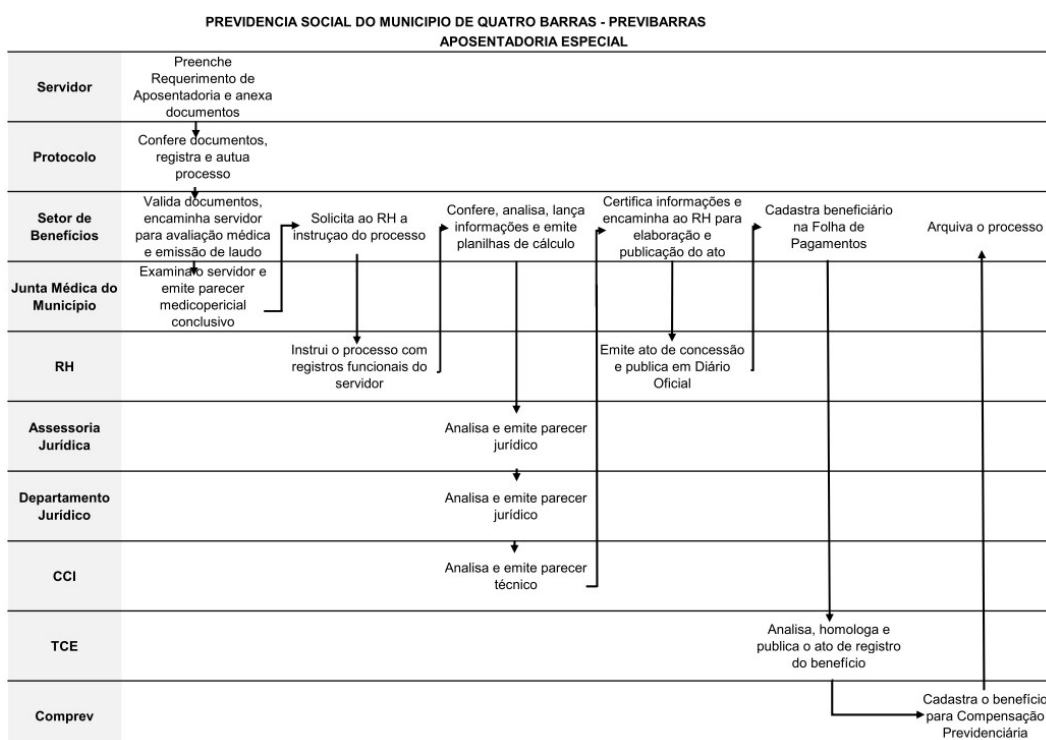 PREVIDENCIA SOCIAL DO MUNICIPIO DE QUATRO BARRAS - PREVIBARRAS
APOSENTADORIA ESPECIAL
Servidor
Preenche
Requerimento de
Aposentadoria e anexa
documentos
Protocolo
Confere documentos,
registra e autua
processo
Setor de
Benefícios
Valida documentos,
encaminha servidor
para avaliação médica
e emissão de laudo
Solicita ao RH a
instruçao do processo
Confere, analisa, lança
informações e emite
planilhas de cálculo
Certifica informações e
encaminha ao RH para
elaboração e
publicação do ato
Cadastra beneficiário
na Folha de
Pagamentos
Arquiva o processo
Junta Médica do
Município
Examina o servidor e
emite parecer
medicopericial
conclusivo
RH
Instrui o processo com
registros funcionais do
servidor
Emite ato de concessão
e publica em Diário
Oficial
Assessoria
Jurídica
Analisa e emite parecer
jurídico
Departamento
Jurídico
Analisa e emite parecer
jurídico
CCI
Analisa e emite parecer
técnico
TCE
Analisa, homologa e
publica o ato de registro
do benefício
Comprev
Cadastra o benefício
para Compensação
Previdenciária